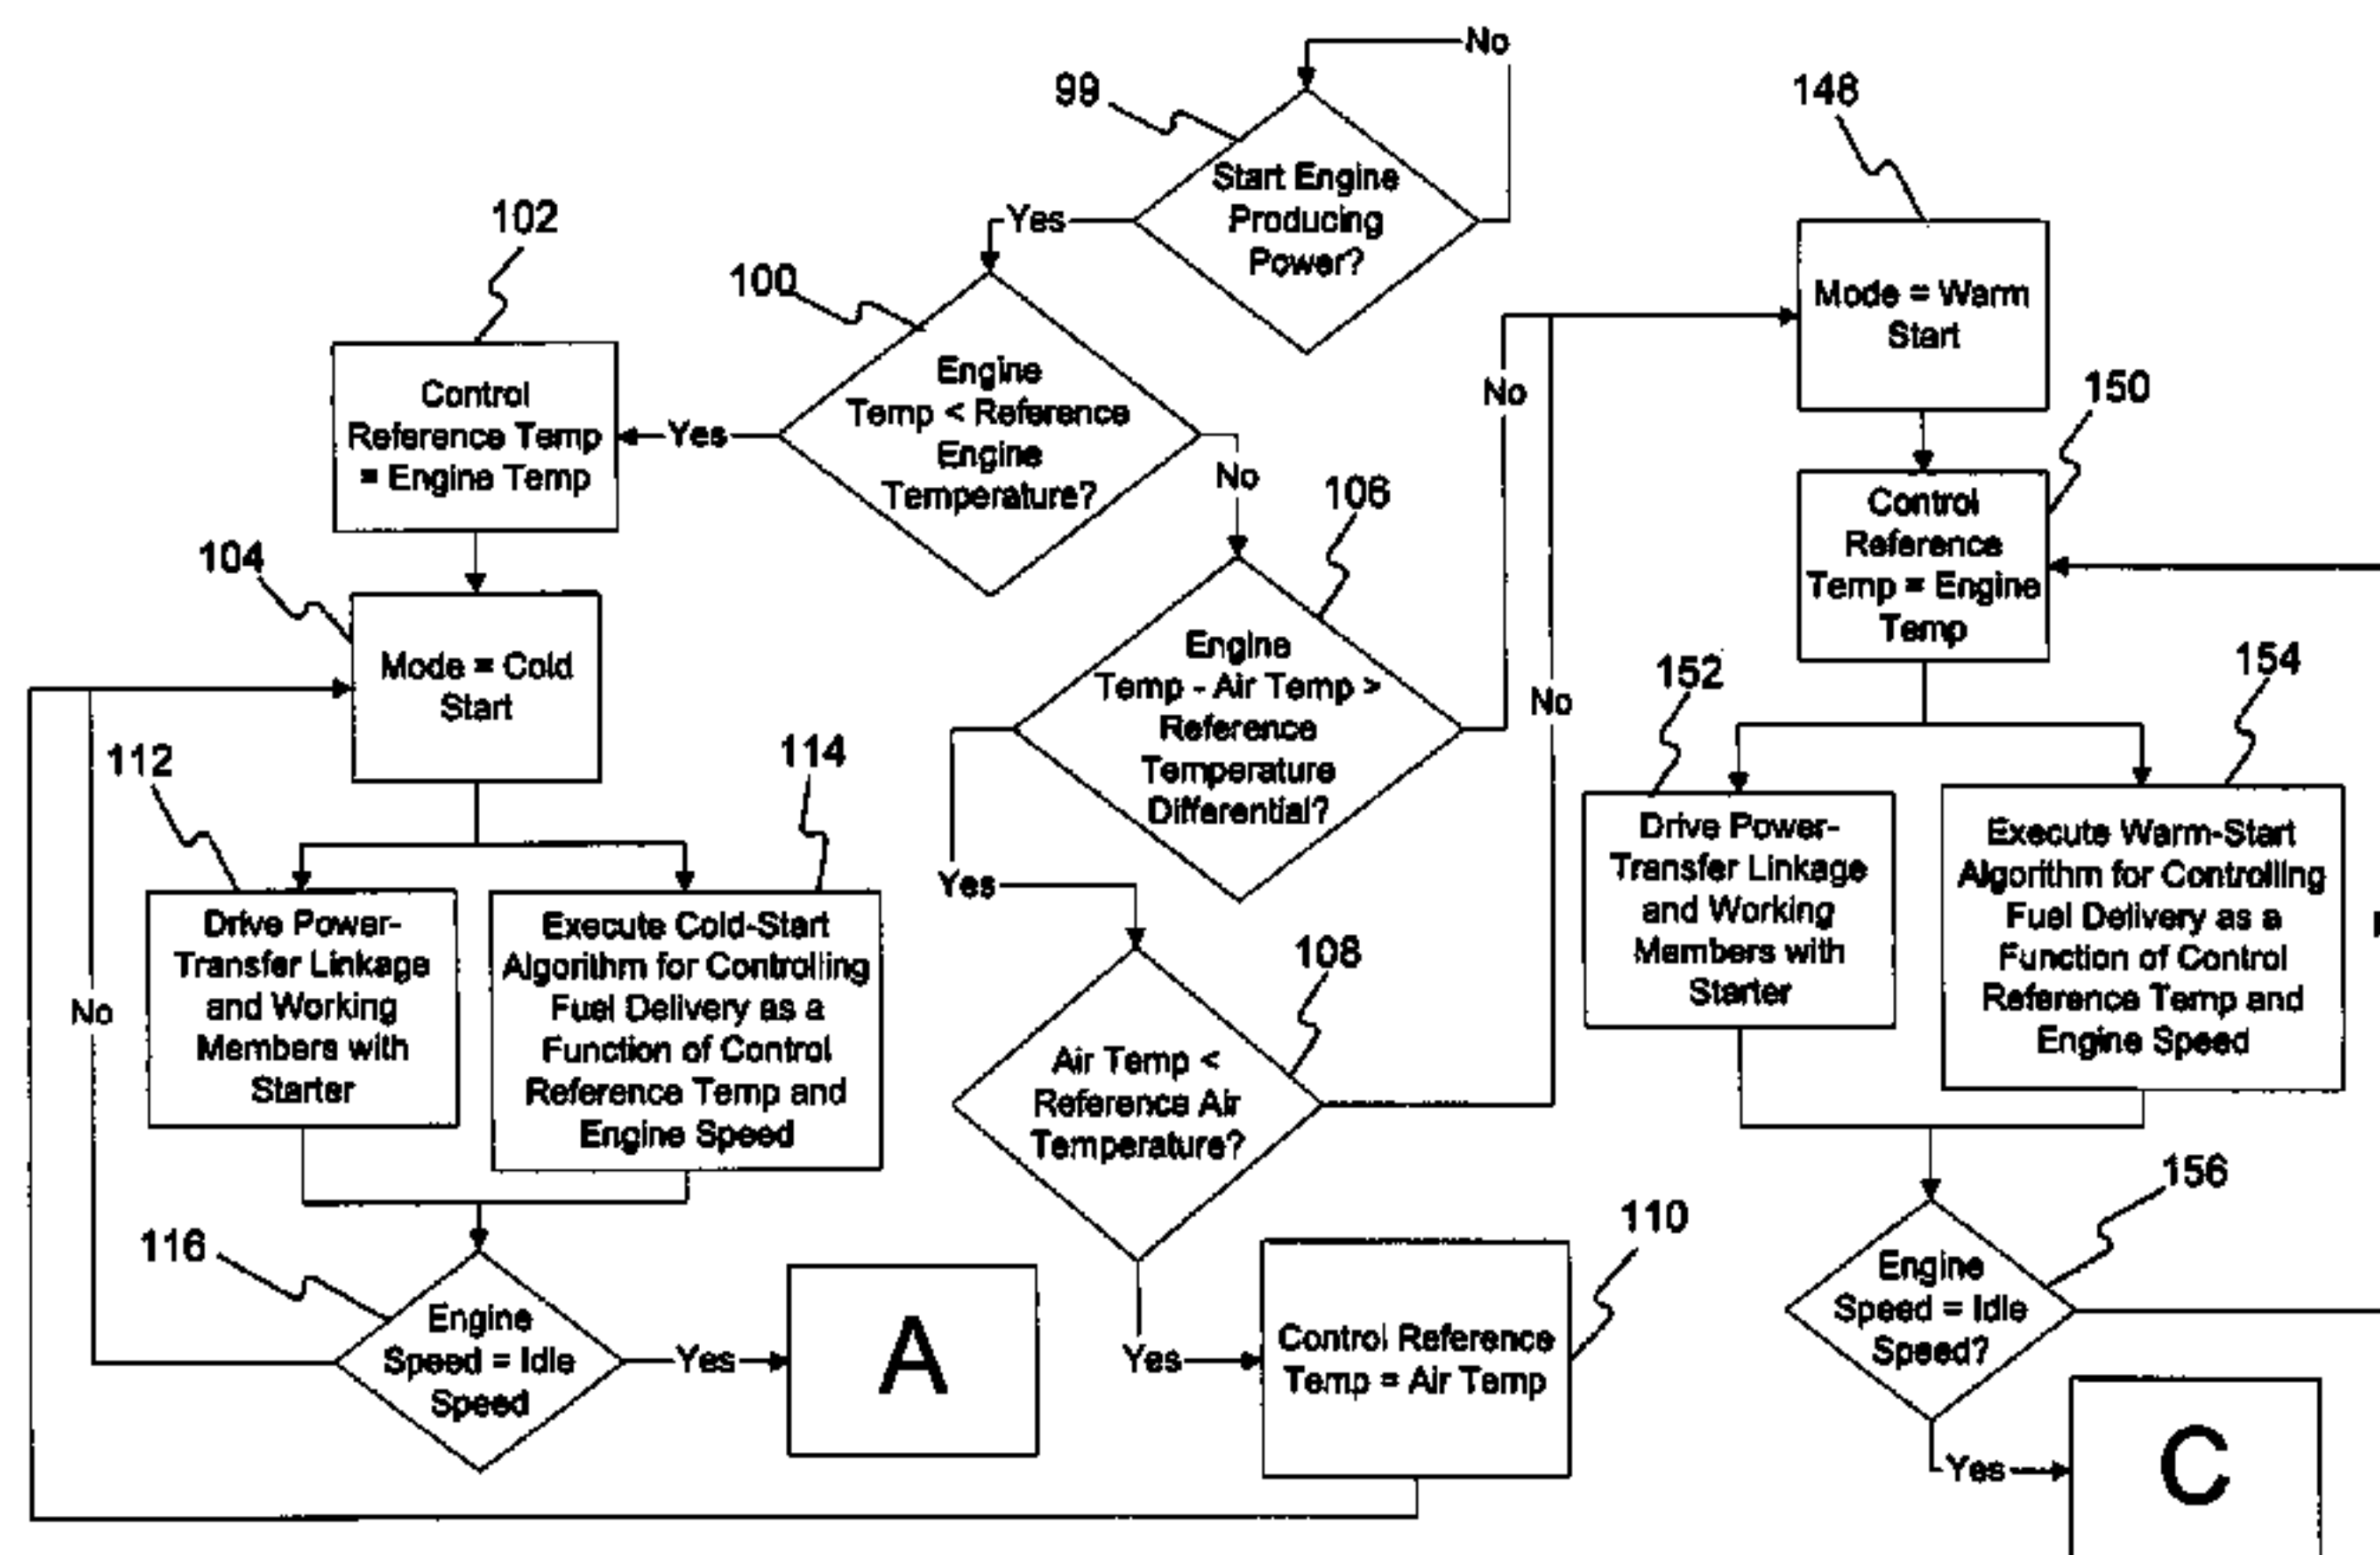 No
99
Start Engine
Producing
Power?
Yes
148
Mode = Warm
Start
102
100
Control
Reference Temp
= Engine Temp
Yes
Engine
Temp < Reference
Engine
Temperature?
No
No
150
Control
Reference
Temp = Engine
Temp
104
Mode = Cold
Start
106
Engine
Temp - Air Temp >
Reference
Temperature
Differential?
No
152
154
112
114
Drive Power-
Transfer Linkage
and Working
Members with
Starter
Execute Cold-Start
Algorithm for Controlling
Fuel Delivery as a
Function of Control
Reference Temp and
Engine Speed
Yes
Drive Power-
Transfer Linkage
and Working
Members with
Starter
Execute Warm-Start
Algorithm for Controlling
Fuel Delivery as a
Function of Control
Reference Temp and
Engine Speed
No
108
Air Temp <
Reference Air
Temperature?
116
Engine
Speed = Idle
Speed
Yes
A
Yes
110
Control Reference
Temp = Air Temp
156
Engine
Speed = Idle
Speed?
Yes
C